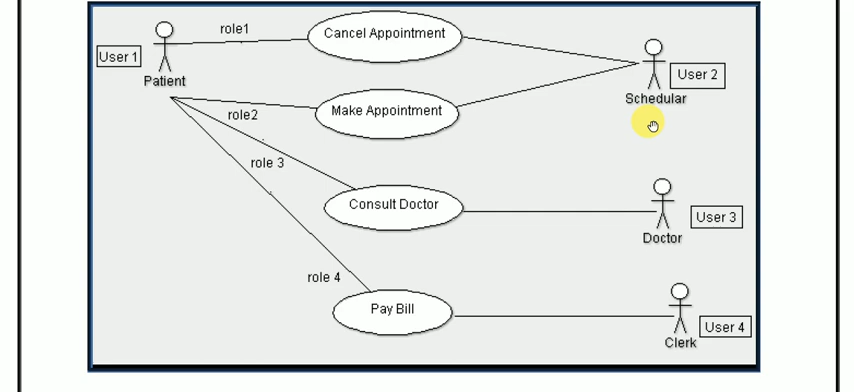 role1
Cancel Appointment
User 1
Patient
User 2
Schedular
role2
Make Appointment
role 3
Consult Doctor
User 3
Doctor
role 4
Pay Bill
User 4
Clerk